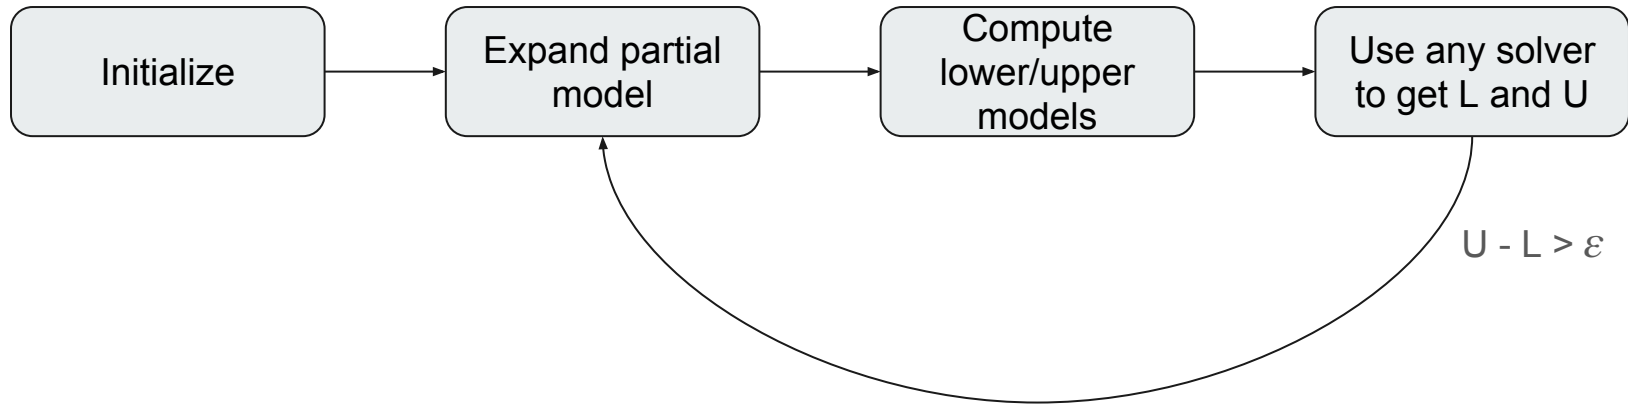 Initialize
Expand partial
model
Compute
lower/upper
models
Use any solver
to get L and U
U - L > ε